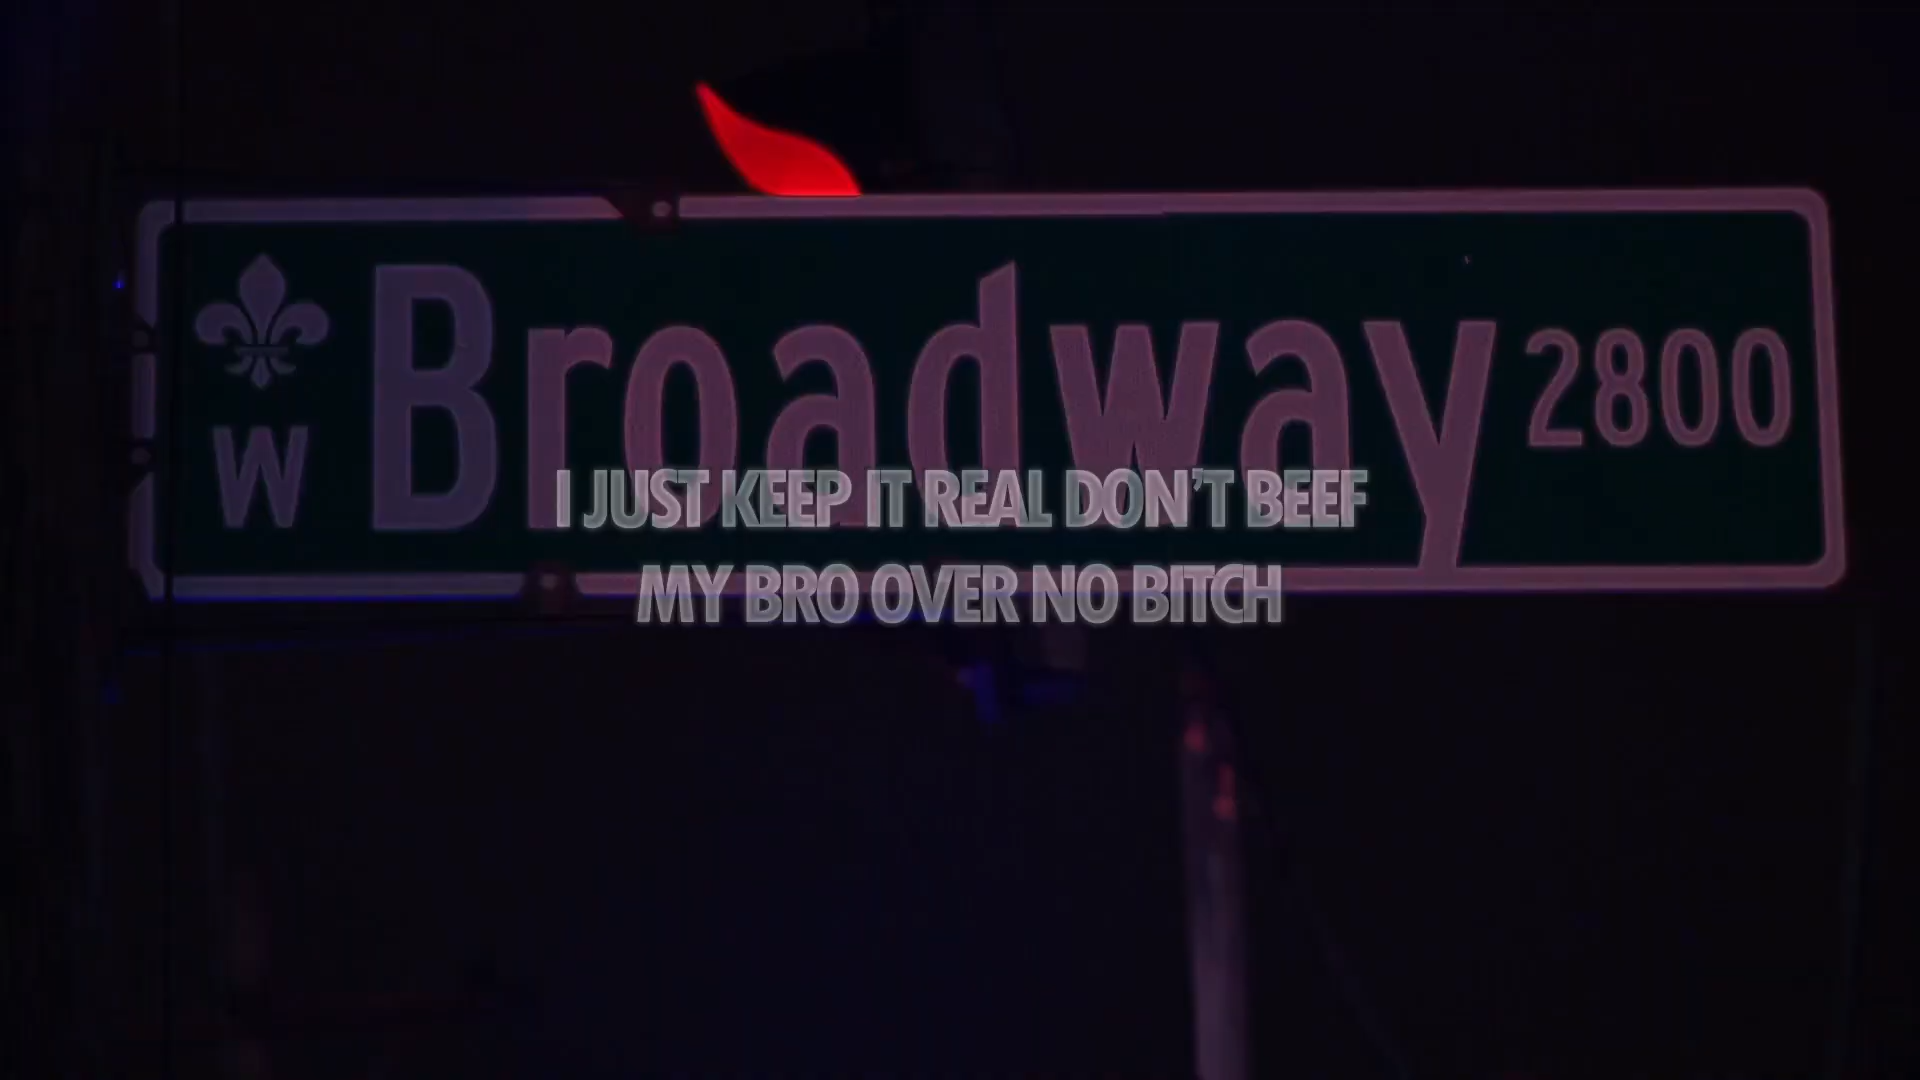 W Broadway 2800
I JUST KEEP IT REAL DON'T BEEF
MY BRO OVER NO BITCH